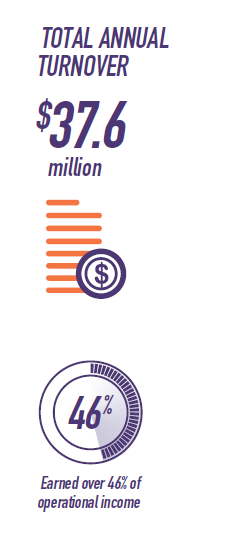 TOTAL ANNUAL
TURNOVER
$37.6
million
$
46%
Earned over 46% of
operational income